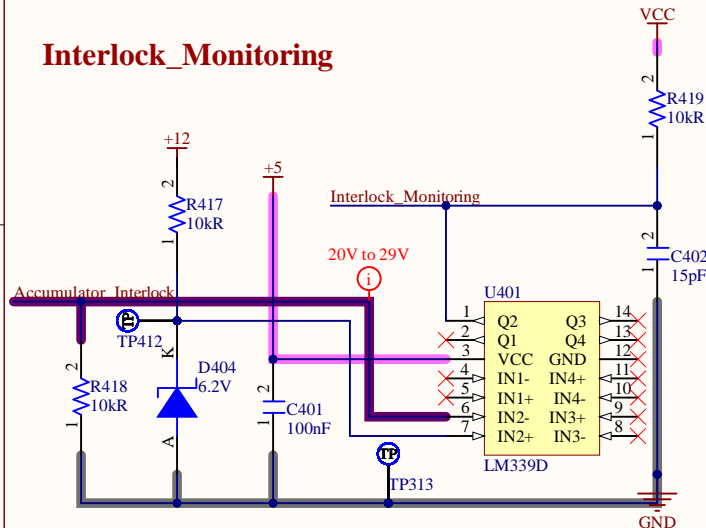 Interlock_Monitoring
VCC
2
R419
10kR
1
+12
2
R417
10kR
1
+5
Interlock_Monitoring
20V to 29V
i
2
C402
15pF
1
Accumulator_Interlock
TP
TP412
K
D404
6.2V
A
2
R418
10kR
1
2
C401
100nF
1
U401
1 Q2 Q3 14
2 Q1 Q4 13
3 VCC GND 12
4 IN1- IN4+ 11
5 IN1+ IN4- 10
6 IN2- IN3+ 9
7 IN2+ IN3- 8
LM339D
TP
TP313
GND